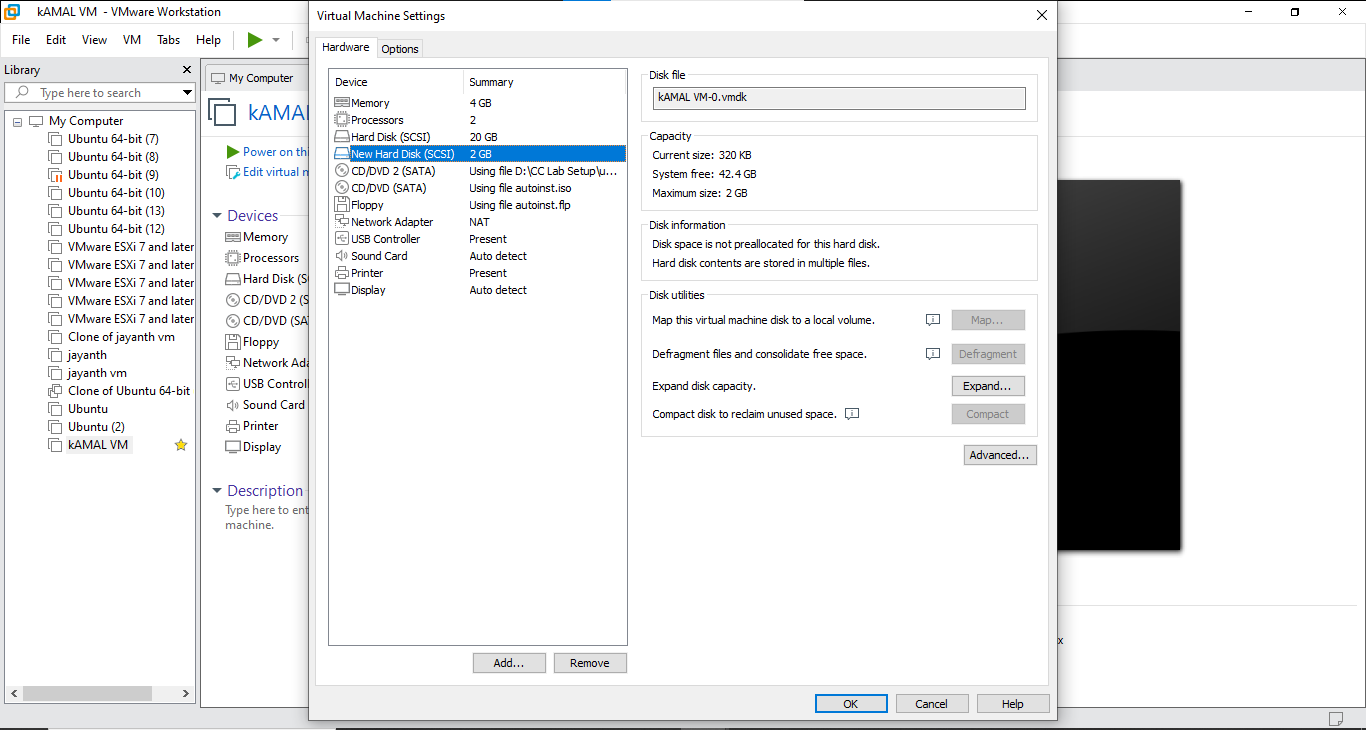 kAMAL VM - VMware Workstation
File Edit View VM Tabs Help
Library
Type here to search
My Computer
Ubuntu 64-bit (7)
Ubuntu 64-bit (8)
Ubuntu 64-bit (9)
Ubuntu 64-bit (10)
Ubuntu 64-bit (13)
Ubuntu 64-bit (12)
VMware ESXi 7 and later
VMware ESXi 7 and later
VMware ESXi 7 and later
VMware ESXi 7 and later
VMware ESXi 7 and later
Clone of jayanth vm
jayanth
jayanth vm
Clone of Ubuntu 64-bit
Ubuntu
Ubuntu (2)
kAMAL VM
My Computer
kAMAL
Power on thi
Edit virtual m
Devices
Memory
Processors
Hard Disk (S
CD/DVD 2 (S
CD/DVD (SA
Floppy
Network Ada
USB Control
Sound Card
Printer
Display
Description
Type here to ent
machine.
Virtual Machine Settings
Hardware Options
Device Summary
Memory 4 GB
Processors 2
Hard Disk (SCSI) 20 GB
New Hard Disk (SCSI) 2 GB
CD/DVD 2 (SATA) Using file D:\CC Lab Setup\u...
CD/DVD (SATA) Using file autoinst.iso
Floppy Using file autoinst.flp
Network Adapter NAT
USB Controller Present
Sound Card Auto detect
Printer Present
Display Auto detect
Add... Remove
Disk file
kAMAL VM-0.vmdk
Capacity
Current size: 320 KB
System free: 42.4 GB
Maximum size: 2 GB
Disk information
Disk space is not preallocated for this hard disk.
Hard disk contents are stored in multiple files.
Disk utilities
Map this virtual machine disk to a local volume. Map...
Defragment files and consolidate free space. Defragment
Expand disk capacity. Expand...
Compact disk to reclaim unused space. Compact
Advanced...
OK Cancel Help
x